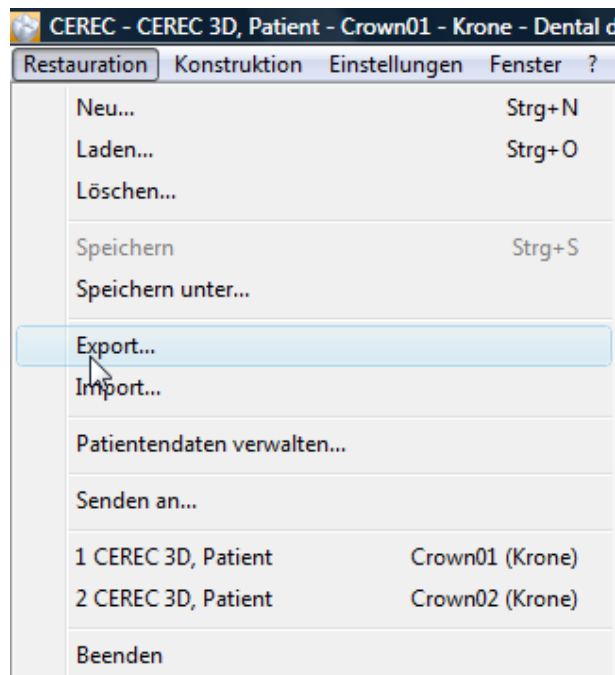 CEREC - CEREC 3D, Patient - Crown01 - Krone - Dental d
Restauration Konstruktion Einstellungen Fenster ?
Neu... Strg+N
Laden... Strg+O
Löschen...
Speichern Strg+S
Speichern unter...
Export...
Import...
Patientendaten verwalten...
Senden an...
1 CEREC 3D, Patient Crown01 (Krone)
2 CEREC 3D, Patient Crown02 (Krone)
Beenden